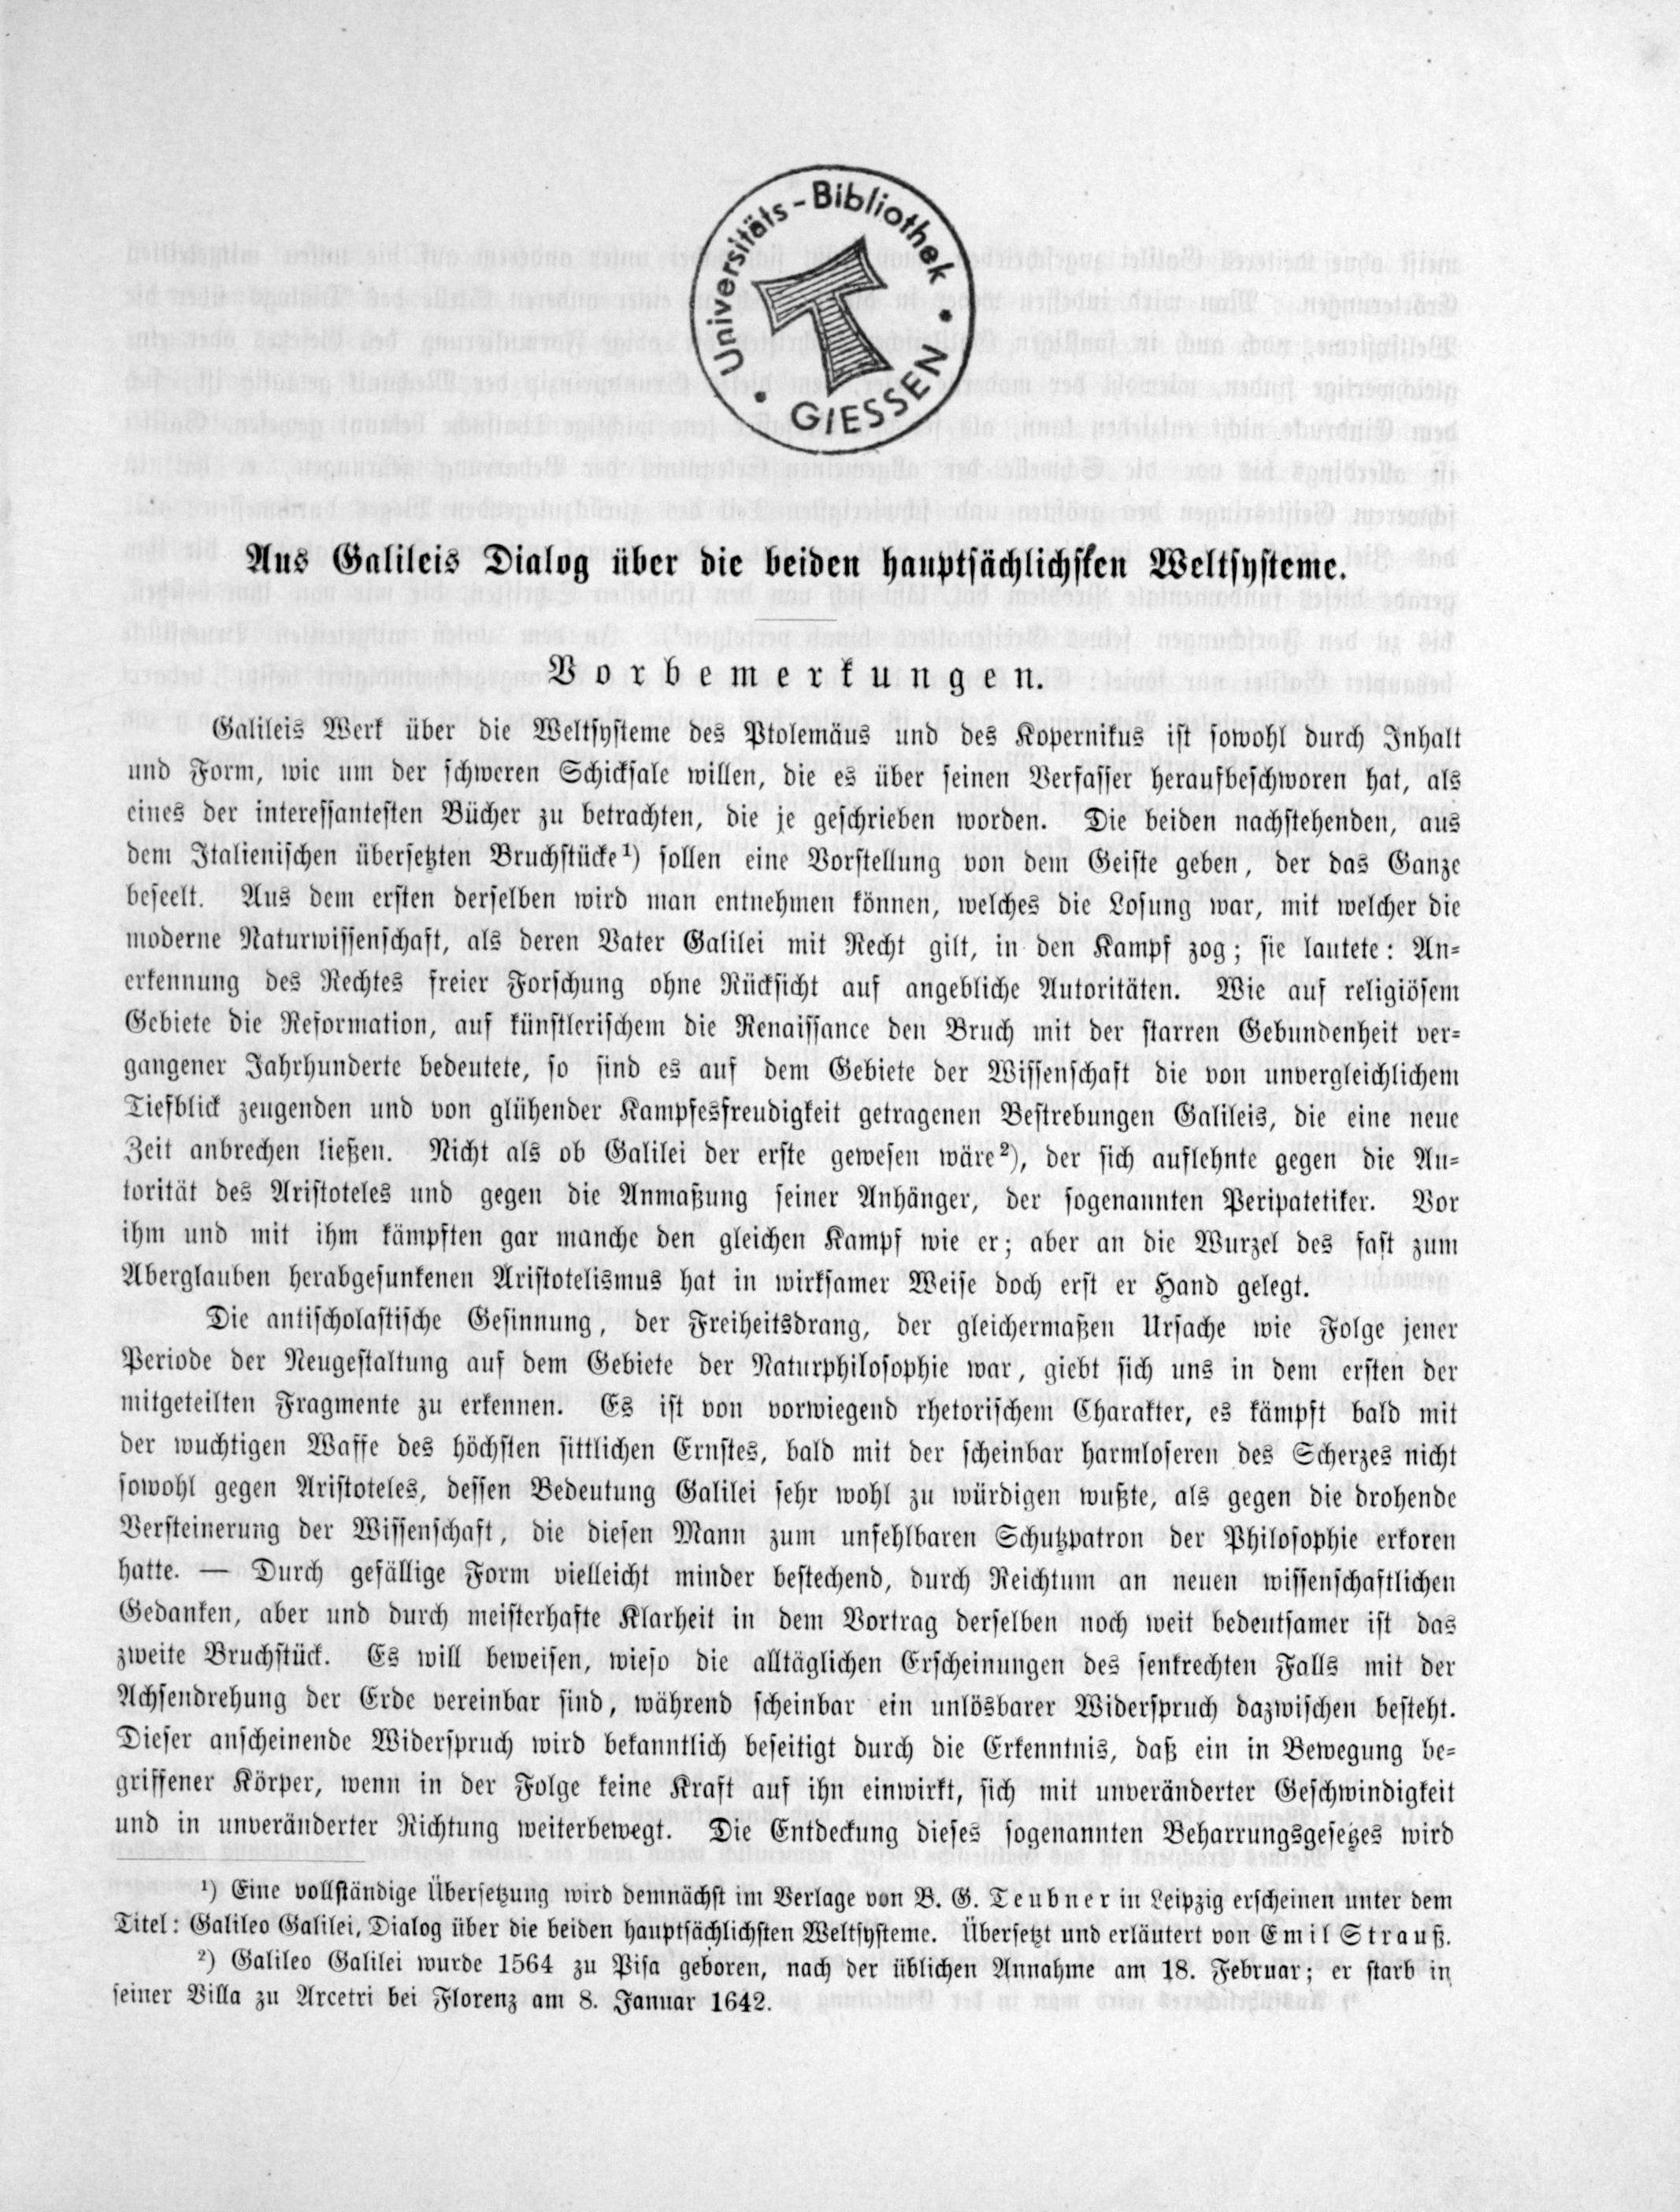 Universitäts-Bibliothek
GIESSEN
Aus Galileis Dialog über die beiden hauptsächlichsten Weltsysteme.
Vorbemerkungen.
Galileis Werk über die Weltsysteme des Ptolemäus und des Kopernikus ist sowohl durch Inhalt
und Form, wie um der schweren Schicksale willen, die es über seinen Verfasser heraufbeschworen hat, als
eines der interessantesten Bücher zu betrachten, die je geschrieben worden. Die beiden nachstehenden, aus
dem Italienischen übersetzten Bruchstücke¹) sollen eine Vorstellung von dem Geiste geben, der das Ganze
beseelt. Aus dem ersten derselben wird man entnehmen können, welches die Losung war, mit welcher die
moderne Naturwissenschaft, als deren Vater Galilei mit Recht gilt, in den Kampf zog; sie lautete: An-
erkennung des Rechtes freier Forschung ohne Rücksicht auf angebliche Autoritäten. Wie auf religiösem
Gebiete die Reformation, auf künstlerischem die Renaissance den Bruch mit der starren Gebundenheit ver-
gangener Jahrhunderte bedeutete, so sind es auf dem Gebiete der Wissenschaft die von unvergleichlichem
Tiefblick zeugenden und von glühender Kampfesfreudigkeit getragenen Bestrebungen Galileis, die eine neue
Zeit anbrechen ließen. Nicht als ob Galilei der erste gewesen wäre²), der sich auflehnte gegen die Au-
torität des Aristoteles und gegen die Anmaßung seiner Anhänger, der sogenannten Peripatetiker. Vor
ihm und mit ihm kämpften gar manche den gleichen Kampf wie er; aber an die Wurzel des fast zum
Aberglauben herabgesunkenen Aristotelismus hat in wirksamer Weise doch erst er Hand gelegt.
Die antischolastische Gesinnung, der Freiheitsdrang, der gleichermaßen Ursache wie Folge jener
Periode der Neugestaltung auf dem Gebiete der Naturphilosophie war, giebt sich uns in dem ersten der
mitgeteilten Fragmente zu erkennen. Es ist von vorwiegend rhetorischem Charakter, es kämpft bald mit
der wuchtigen Waffe des höchsten sittlichen Ernstes, bald mit der scheinbar harmloseren des Scherzes nicht
sowohl gegen Aristoteles, dessen Bedeutung Galilei sehr wohl zu würdigen wußte, als gegen die drohende
Versteinerung der Wissenschaft, die diesen Mann zum unfehlbaren Schutzpatron der Philosophie erkoren
hatte. — Durch gefällige Form vielleicht minder bestechend, durch Reichtum an neuen wissenschaftlichen
Gedanken, aber und durch meisterhafte Klarheit in dem Vortrag derselben noch weit bedeutsamer ist das
zweite Bruchstück. Es will beweisen, wieso die alltäglichen Erscheinungen des senkrechten Falls mit der
Achsendrehung der Erde vereinbar sind, während scheinbar ein unlösbarer Widerspruch dazwischen besteht.
Dieser anscheinende Widerspruch wird bekanntlich beseitigt durch die Erkenntnis, daß ein in Bewegung be-
griffener Körper, wenn in der Folge keine Kraft auf ihn einwirkt, sich mit unveränderter Geschwindigkeit
und in unveränderter Richtung weiterbewegt. Die Entdeckung dieses sogenannten Beharrungsgesetzes wird
¹) Eine vollständige Übersetzung wird demnächst im Verlage von B. G. Teubner in Leipzig erscheinen unter dem
Titel: Galileo Galilei, Dialog über die beiden hauptsächlichsten Weltsysteme. Übersetzt und erläutert von Emil Strauß.
²) Galileo Galilei wurde 1564 zu Pisa geboren, nach der üblichen Annahme am 18. Februar; er starb in
seiner Villa zu Arcetri bei Florenz am 8. Januar 1642.